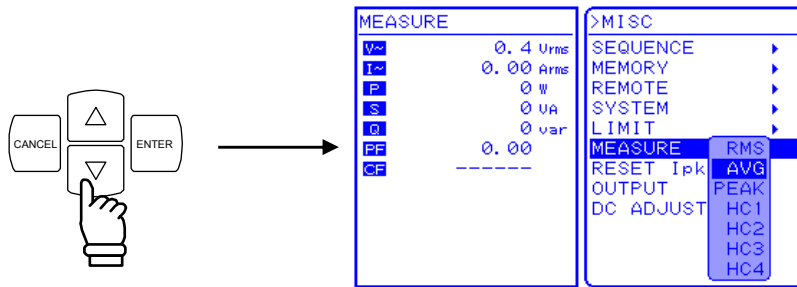 CANCEL
ENTER
MEASURE
V~ 0.4 Vrms
I~ 0.00 Arms
P 0 W
S 0 VA
Q 0 var
PF 0.00
CF ------
>MISC
SEQUENCE
MEMORY
REMOTE
SYSTEM
LIMIT
MEASURE
RESET Ipk
OUTPUT
DC ADJUST
RMS
AVG
PEAK
HC1
HC2
HC3
HC4